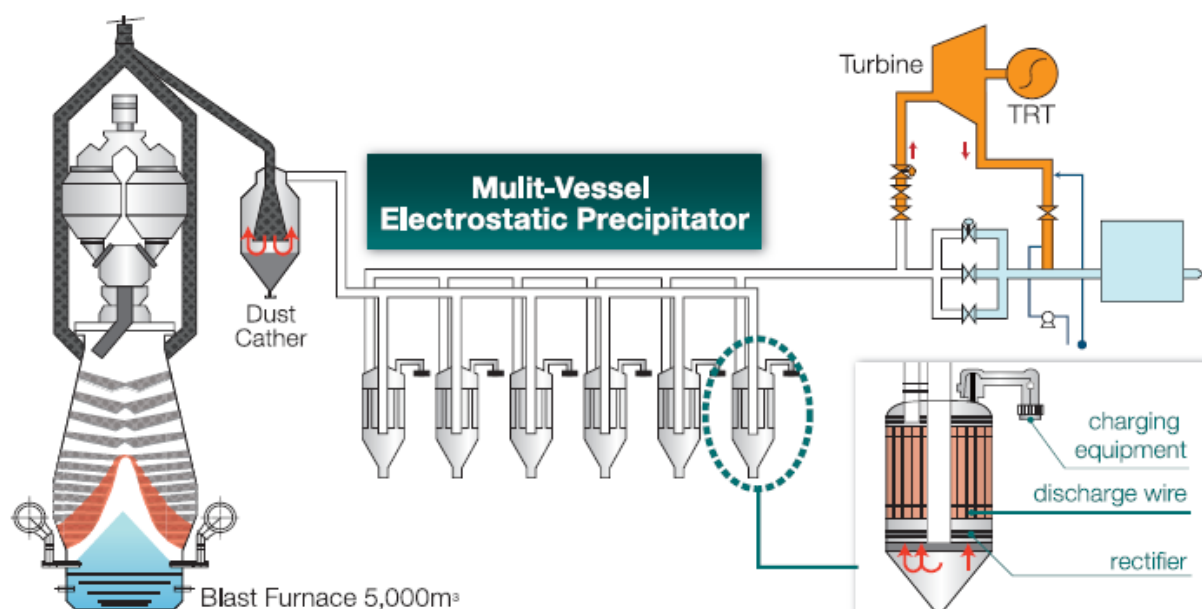 Turbine
TRT
Mulit-Vessel
Electrostatic Precipitator
Dust
Cather
charging
equipment
discharge wire
rectifier
Blast Furnace 5,000m³